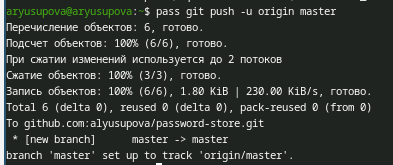 aryusupova@aryusupova:~$ pass git push -u origin master
Перечисление объектов: 6, готово.
Подсчет объектов: 100% (6/6), готово.
При сжатии изменений используется до 2 потоков
Сжатие объектов: 100% (3/3), готово.
Запись объектов: 100% (6/6), 1.80 KiB | 230.00 KiB/s, готово.
Total 6 (delta 0), reused 0 (delta 0), pack-reused 0 (from 0)
To github.com:alyusupova/password-store.git
 * [new branch]      master -> master
branch 'master' set up to track 'origin/master'.